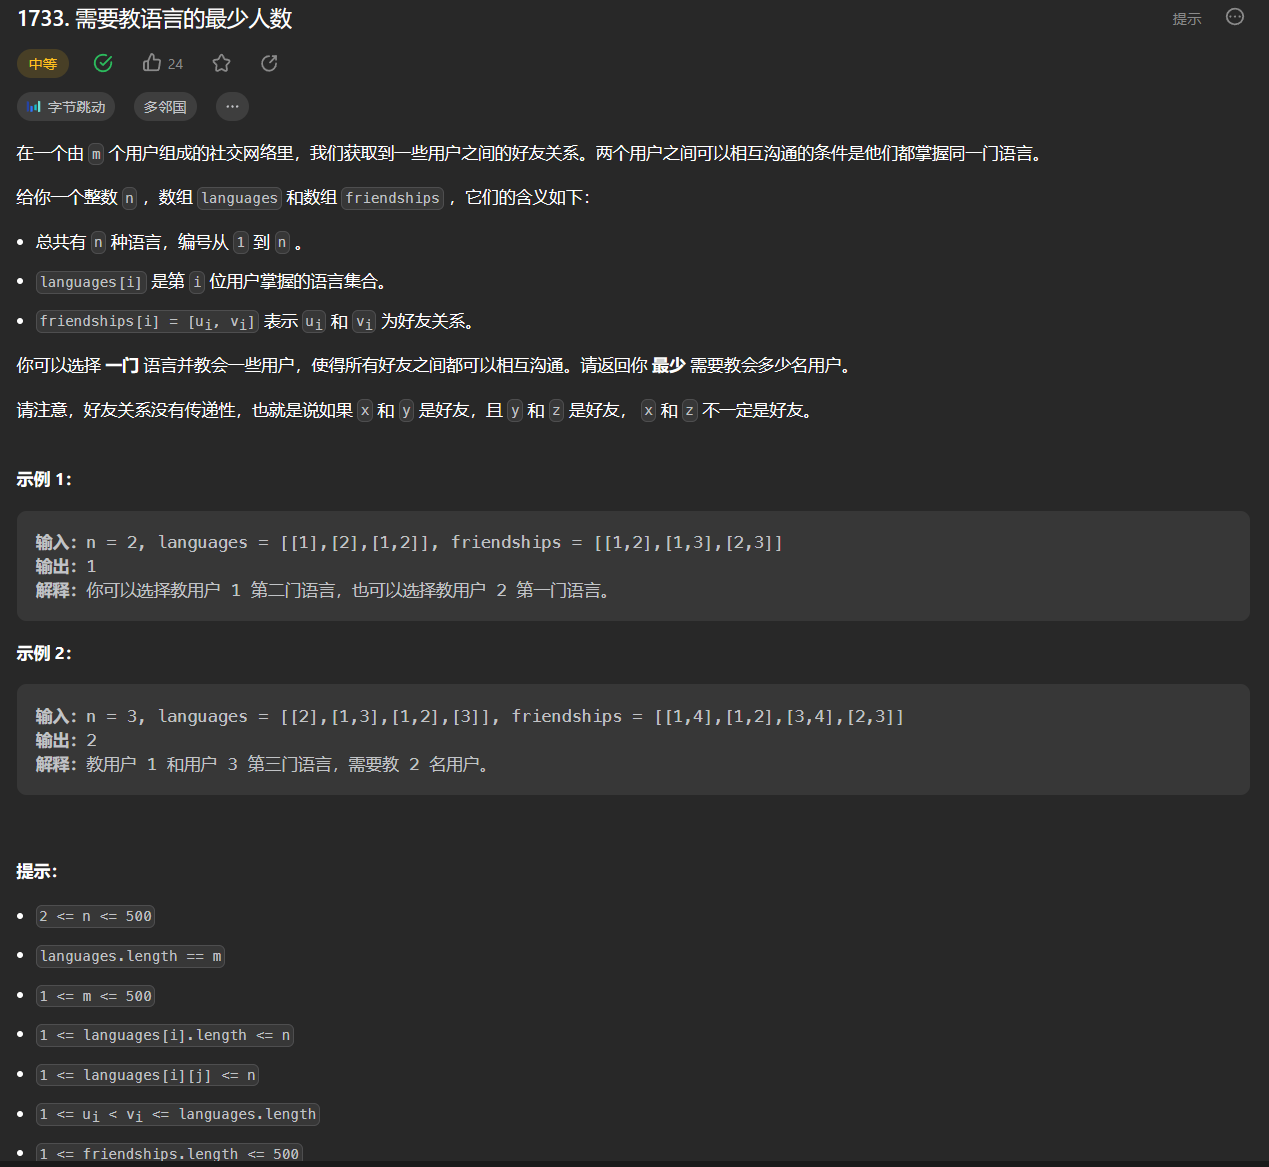 1733. 需要教语言的最少人数
提示
中等
24
字节跳动 多邻国 ...
在一个由 m 个用户组成的社交网络里，我们获取到一些用户之间的好友关系。两个用户之间可以相互沟通的条件是他们都掌握同一门语言。
给你一个整数 n ，数组 languages 和数组 friendships ，它们的含义如下：
• 总共有 n 种语言，编号从 1 到 n 。
• languages[i] 是第 i 位用户掌握的语言集合。
• friendships[i] = [ui, vi] 表示 ui 和 vi 为好友关系。
你可以选择 一门 语言并教会一些用户，使得所有好友之间都可以相互沟通。请返回你 最少 需要教会多少名用户。
请注意，好友关系没有传递性，也就是说如果 x 和 y 是好友，且 y 和 z 是好友， x 和 z 不一定是好友。
示例 1：
输入：n = 2, languages = [[1],[2],[1,2]], friendships = [[1,2],[1,3],[2,3]]
输出：1
解释：你可以选择教用户 1 第二门语言，也可以选择教用户 2 第一门语言。
示例 2：
输入：n = 3, languages = [[2],[1,3],[1,2],[3]], friendships = [[1,4],[1,2],[3,4],[2,3]]
输出：2
解释：教用户 1 和用户 3 第三门语言，需要教 2 名用户。
提示：
• 2 <= n <= 500
• languages.length == m
• 1 <= m <= 500
• 1 <= languages[i].length <= n
• 1 <= languages[i][j] <= n
• 1 <= ui < vi <= languages.length
• 1 <= friendships.length <= 500